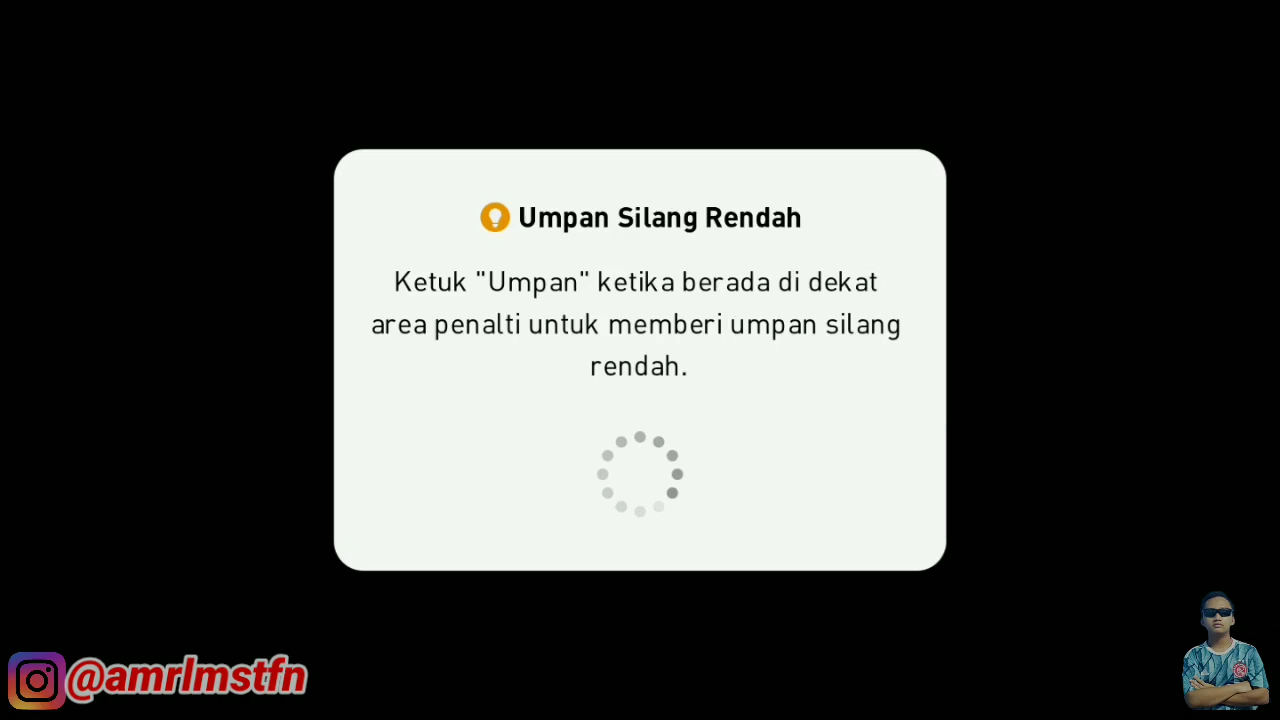 Umpan Silang Rendah
Ketuk "Umpan" ketika berada di dekat
area penalti untuk memberi umpan silang
rendah.
@amrlmstfn